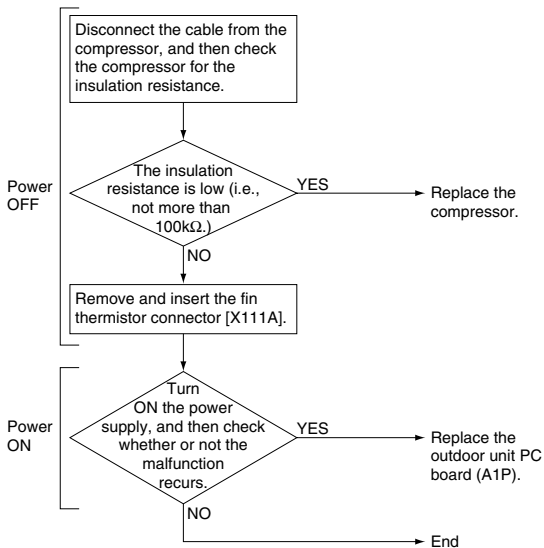 Disconnect the cable from the
compressor, and then check
the compressor for the
insulation resistance.
Power
OFF
The insulation
resistance is low (i.e.,
not more than
100kΩ.)
YES
Replace the
compressor.
NO
Remove and insert the fin
thermistor connector [X111A].
Power
ON
Turn
ON the power
supply, and then check
whether or not the
malfunction
recurs.
YES
Replace the
outdoor unit PC
board (A1P).
NO
End